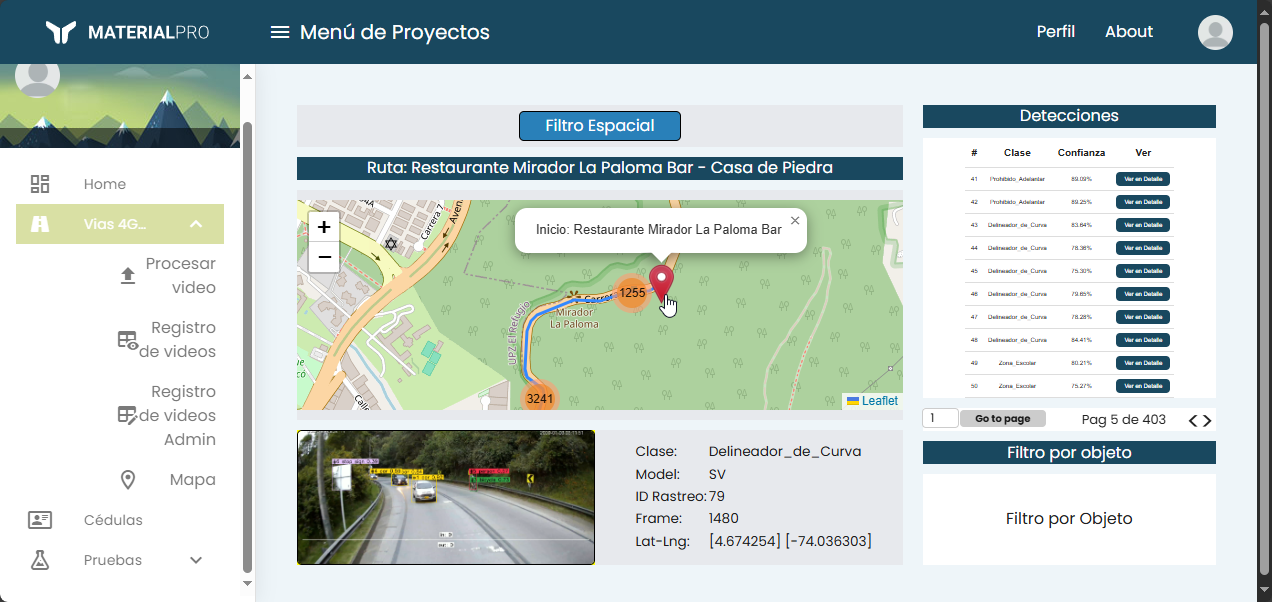 MATERIALPRO
Menú de Proyectos
Perfil
About
Home
Vías 4G...
Procesar
video
Registro
de videos
Registro
de videos
Admin
Mapa
Cédulas
Pruebas
Filtro Espacial
Ruta: Restaurante Mirador La Paloma Bar - Casa de Piedra
+
−
Carrera 7
Aven.
Inicio: Restaurante Mirador La Paloma Bar
×
1255
Carrer
Mirador
La Paloma
UPZ El Refugio
3241
Calle
Leaflet
Clase: Delineador_de_Curva
Model: SV
ID Rastreo: 79
Frame: 1480
Lat-Lng: [4.674254] [-74.036303]
Detecciones
# Clase Confianza Ver
41 Prohibido_Adelantar 89.09% Ver en Detalle
42 Prohibido_Adelantar 89.25% Ver en Detalle
43 Delineador_de_Curva 83.64% Ver en Detalle
44 Delineador_de_Curva 78.36% Ver en Detalle
45 Delineador_de_Curva 75.30% Ver en Detalle
46 Delineador_de_Curva 79.65% Ver en Detalle
47 Delineador_de_Curva 78.28% Ver en Detalle
48 Delineador_de_Curva 84.41% Ver en Detalle
49 Zona_Escolar 80.21% Ver en Detalle
50 Zona_Escolar 75.27% Ver en Detalle
1 Go to page Pag 5 de 403
Filtro por objeto
Filtro por Objeto